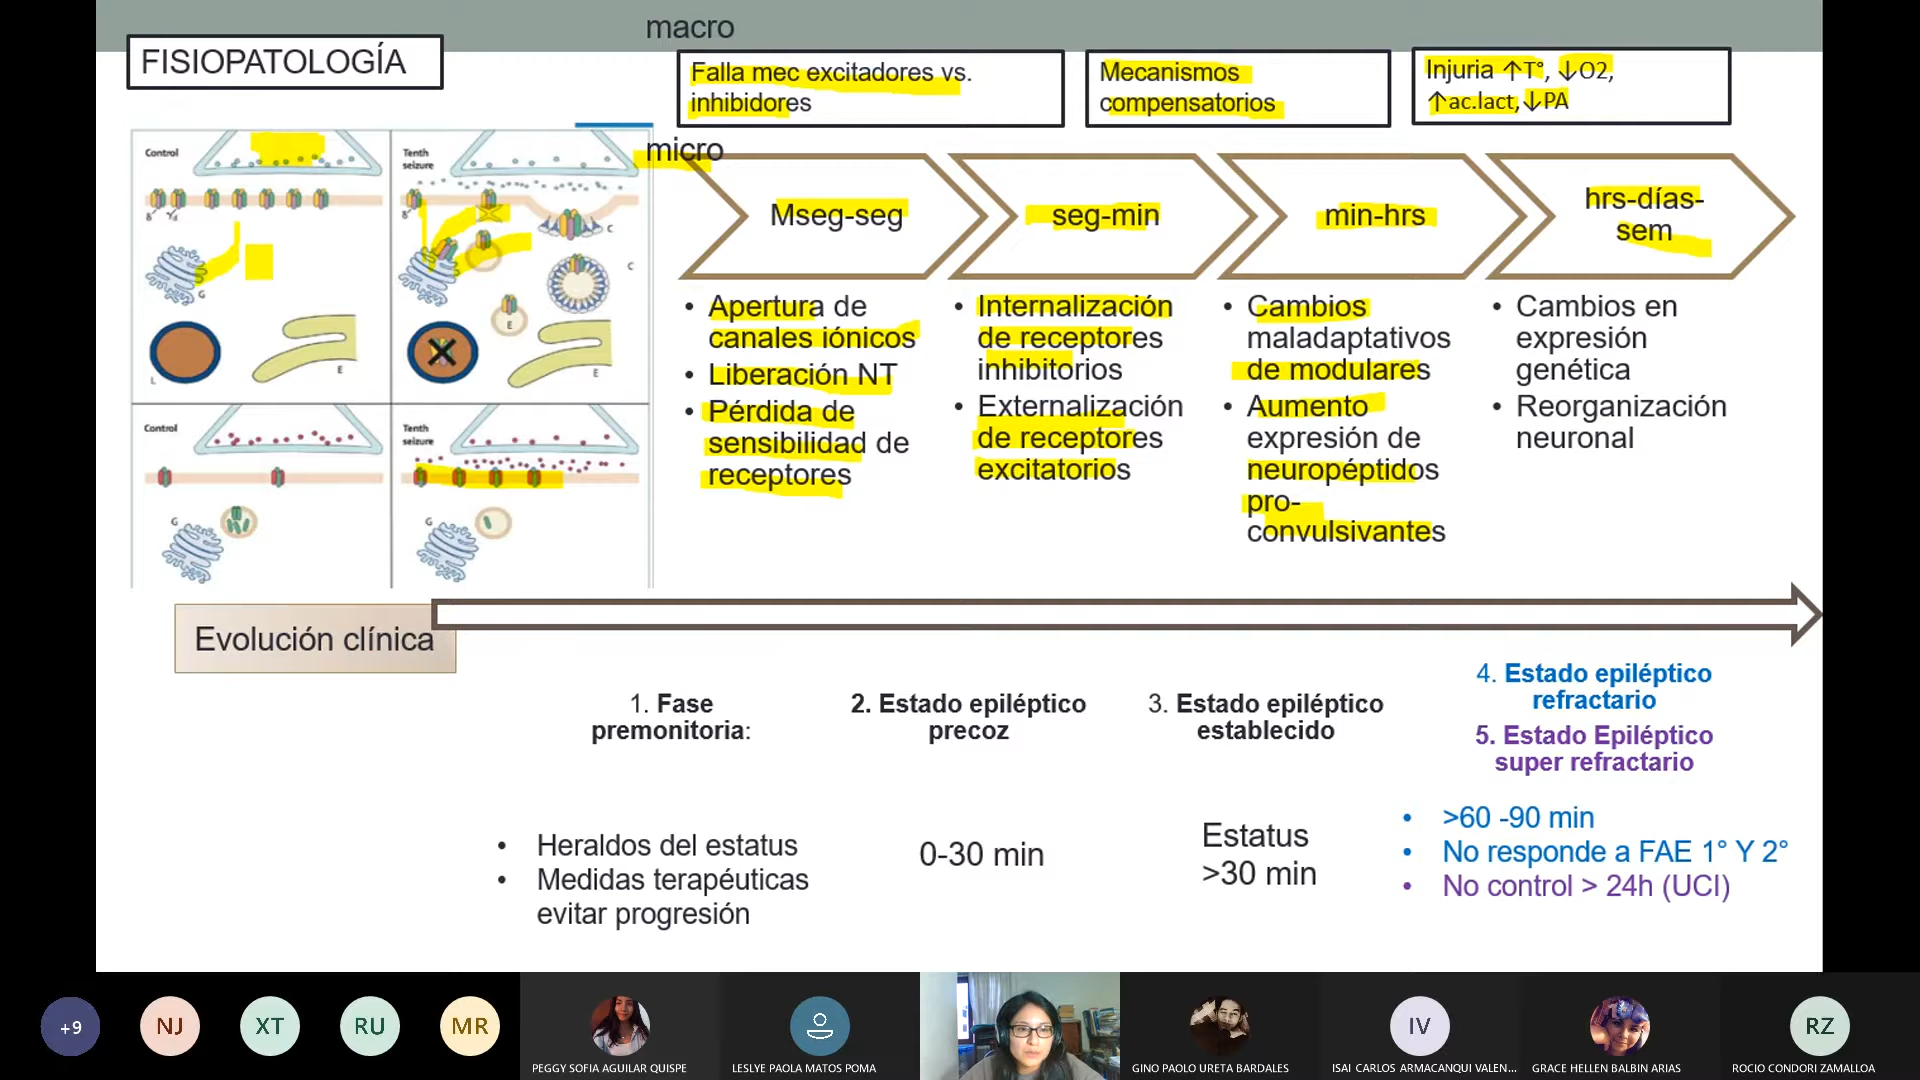 macro
FISIOPATOLOGÍA
Falla mec excitadores vs.
inhibidores
Mecanismos
compensatorios
Injuria ↑T°, ↓O2,
↑ac.lact,↓PA
micro
Control
Tenth
seizure
β
γ
δ
β
C
G
G
C
E
L
E
E
Control
Tenth
seizure
G
G
Mseg-seg
seg-min
min-hrs
hrs-días-
sem
• Apertura de
canales iónicos
• Liberación NT
• Pérdida de
sensibilidad de
receptores
• Internalización
de receptores
inhibitorios
• Externalización
de receptores
excitatorios
• Cambios
maladaptativos
de modulares
• Aumento
expresión de
neuropéptidos
pro-
convulsivantes
• Cambios en
expresión
genética
• Reorganización
neuronal
Evolución clínica
1. Fase
premonitoria:
2. Estado epiléptico
precoz
3. Estado epiléptico
establecido
4. Estado epiléptico
refractario
5. Estado Epiléptico
super refractario
• Heraldos del estatus
• Medidas terapéuticas
evitar progresión
0-30 min
Estatus
>30 min
• >60 -90 min
• No responde a FAE 1° Y 2°
• No control > 24h (UCI)
+9
NJ
XT
RU
MR
PEGGY SOFIA AGUILAR QUISPE
LESLYE PAOLA MATOS POMA
GINO PAOLO URETA BARDALES
IV
ISAI CARLOS ARMACANQUI VALEN...
GRACE HELLEN BALBIN ARIAS
RZ
ROCIO CONDORI ZAMALLOA